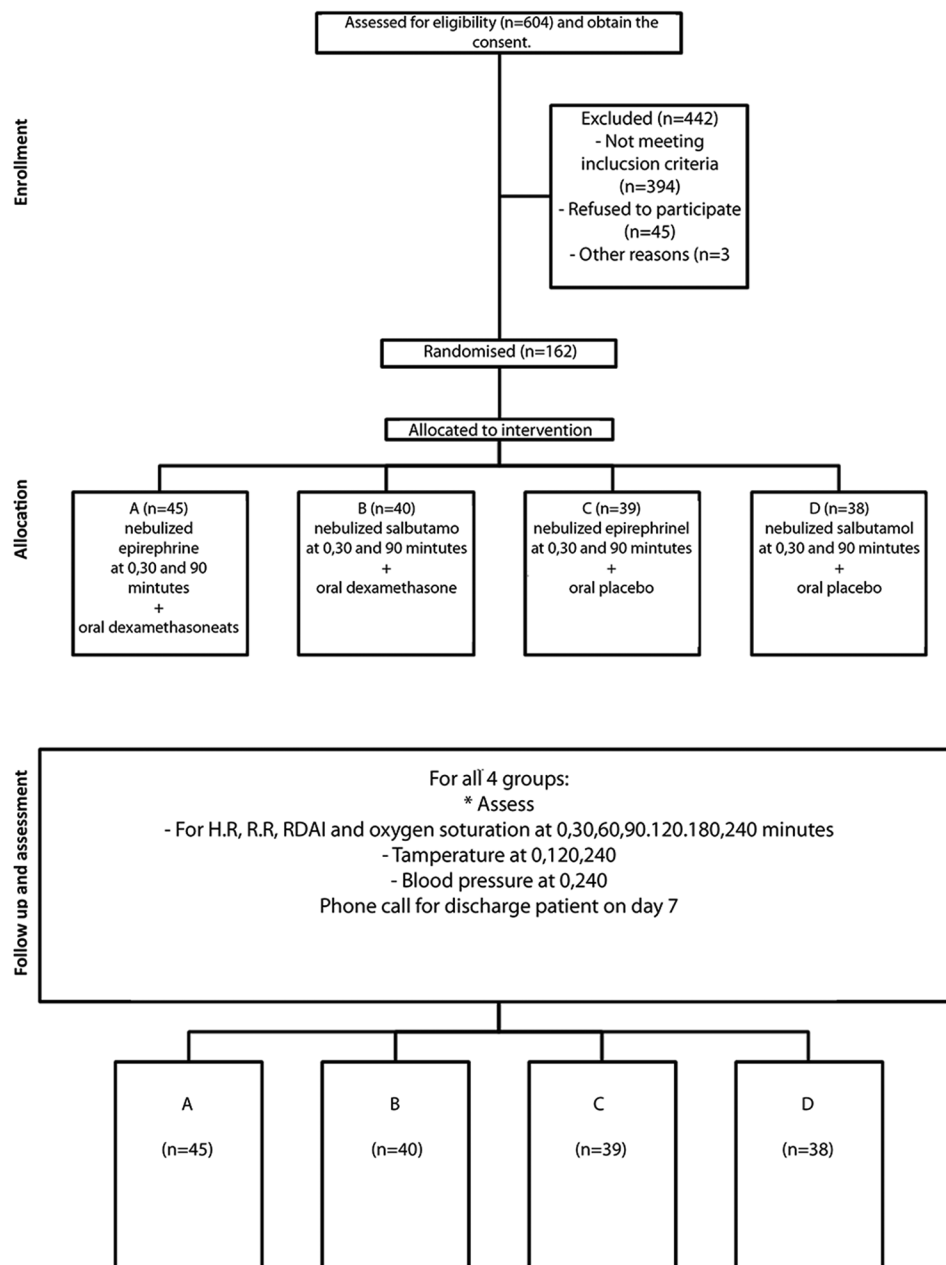 Assessed for eligibility (n=604) and obtain the
consent.
Enrollment
Excluded (n=442)
- Not meeting
inclucsion criteria
(n=394)
- Refused to participate
(n=45)
- Other reasons (n=3
Randomised (n=162)
Allocated to intervention
Allocation
A (n=45)
nebulized
epirephrine
at 0,30 and 90
mintutes
+
oral dexamethasoneats
B (n=40)
nebulized salbutamo
at 0,30 and 90 mintutes
+
oral dexamethasone
C (n=39)
nebulized epirephrinel
at 0,30 and 90 mintutes
+
oral placebo
D (n=38)
nebulized salbutamol
at 0,30 and 90 mintutes
+
oral placebo
Follow up and assessment
For all 4 groups:
* Assess
- For H.R, R.R, RDAI and oxygen soturation at 0,30,60,90.120.180,240 minutes
- Tamperature at 0,120,240
- Blood pressure at 0,240
Phone call for discharge patient on day 7
A
(n=45)
B
(n=40)
C
(n=39)
D
(n=38)